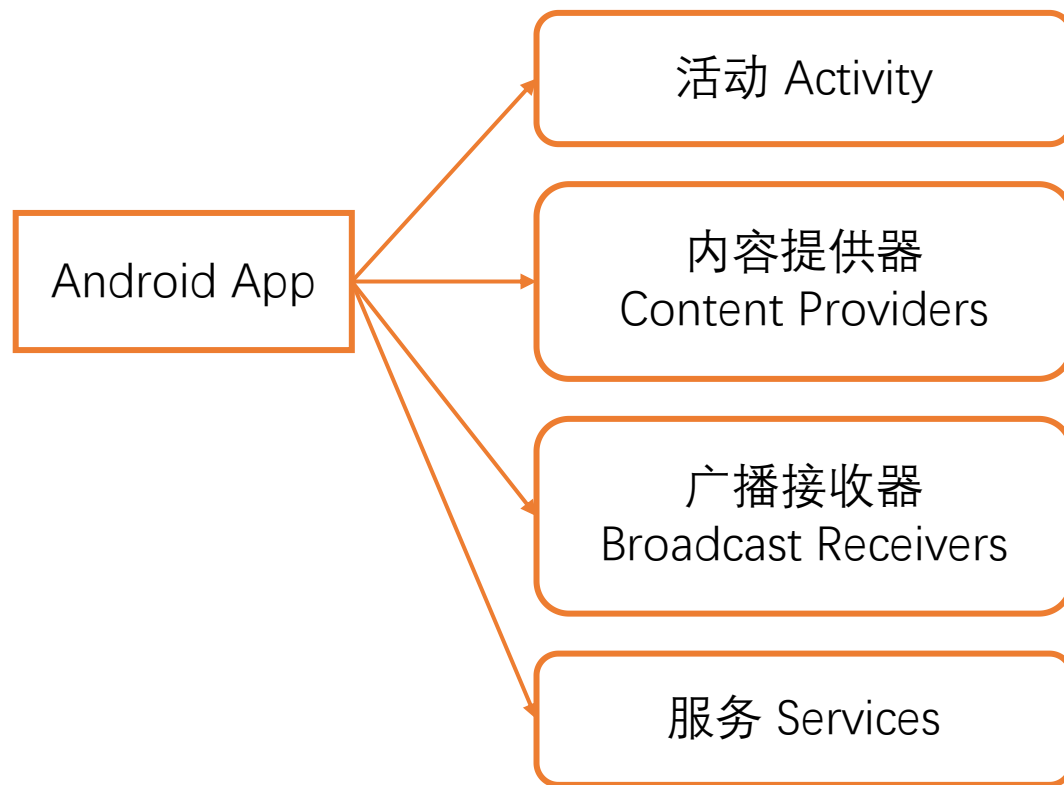 活动 Activity
Android App
内容提供器
Content Providers
广播接收器
Broadcast Receivers
服务 Services